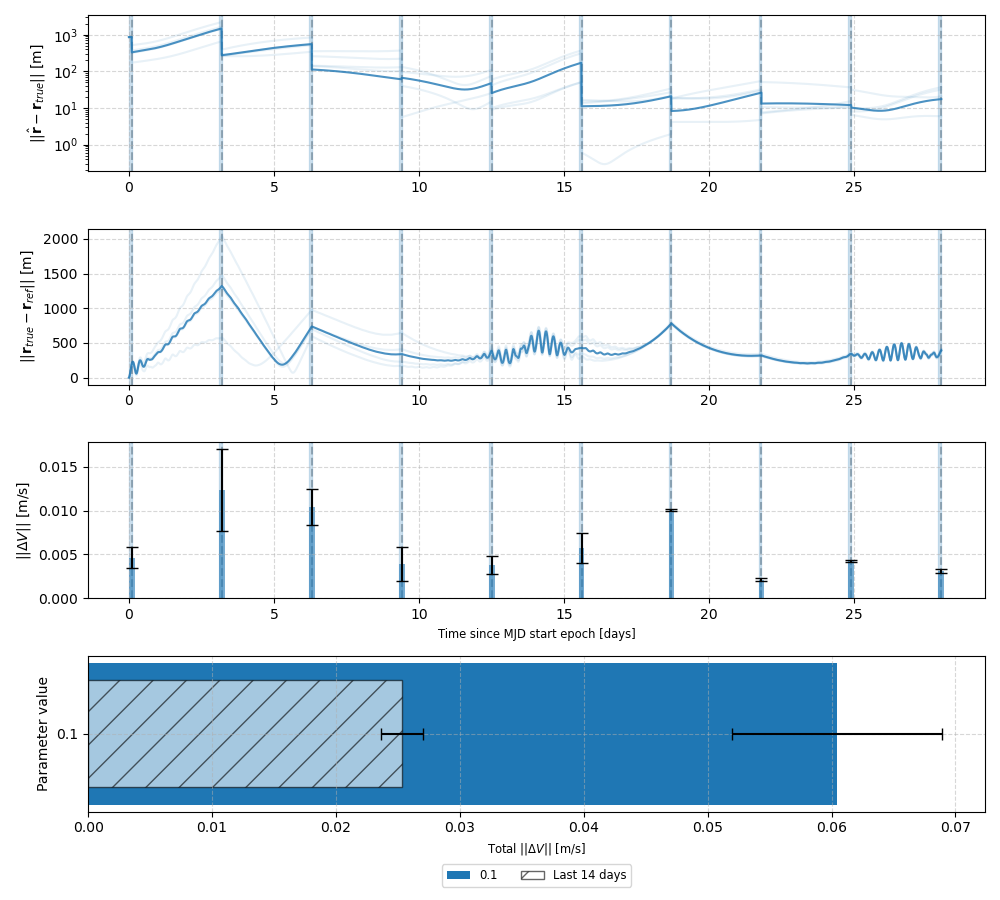 ||r̂ − r_true|| [m]
10³
10²
10¹
10⁰
0 5 10 15 20 25
||r_true − r_ref|| [m]
2000
1500
1000
500
0
0 5 10 15 20 25
||ΔV|| [m/s]
0.015
0.010
0.005
0.000
0 5 10 15 20 25
Time since MJD start epoch [days]
Parameter value
0.1
0.00 0.01 0.02 0.03 0.04 0.05 0.06 0.07
Total ||ΔV|| [m/s]
0.1 Last 14 days